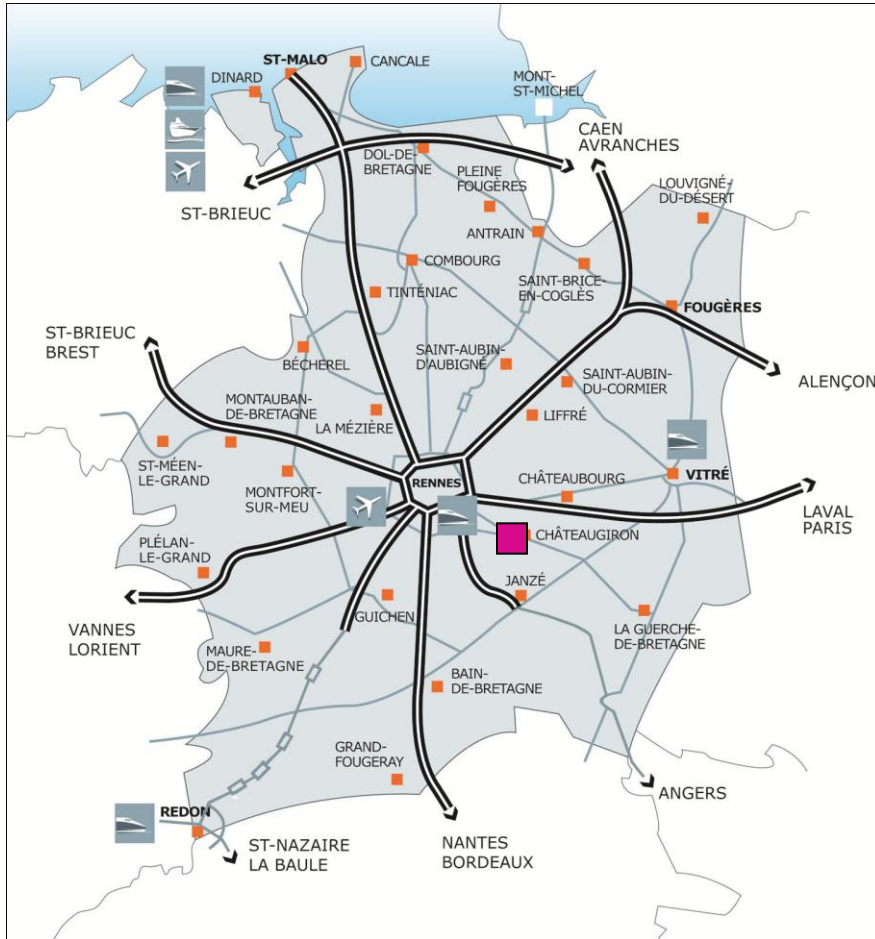 ST-MALO
CANCALE
DINARD
MONT-
ST-MICHEL
CAEN
AVRANCHES
DOL-DE-
BRETAGNE
PLEINE
FOUGÈRES
LOUVIGNÉ
-DU-DÉSERT
ST-BRIEUC
ANTRAIN
COMBOURG
SAINT-BRICE-
EN-COGLÈS
TINTÉNIAC
FOUGÈRES
ST-BRIEUC
BREST
BÉCHEREL
SAINT-AUBIN-
D'AUBIGNÉ
SAINT-AUBIN-
DU-CORMIER
ALENÇON
MONTAUBAN-
DE-BRETAGNE
LA MÉZIÈRE
LIFFRÉ
ST-MÉEN-
LE-GRAND
MONTFORT-
SUR-MEU
RENNES
CHÂTEAUBOURG
VITRÉ
LAVAL
PARIS
PLÉLAN-
LE-GRAND
CHÂTEAUGIRON
JANZÉ
GUICHEN
VANNES
LORIENT
MAURE-
DE-BRETAGNE
LA GUERCHE-
DE-BRETAGNE
BAIN-
DE-BRETAGNE
GRAND-
FOUGERAY
ANGERS
REDON
ST-NAZAIRE
LA BAULE
NANTES
BORDEAUX